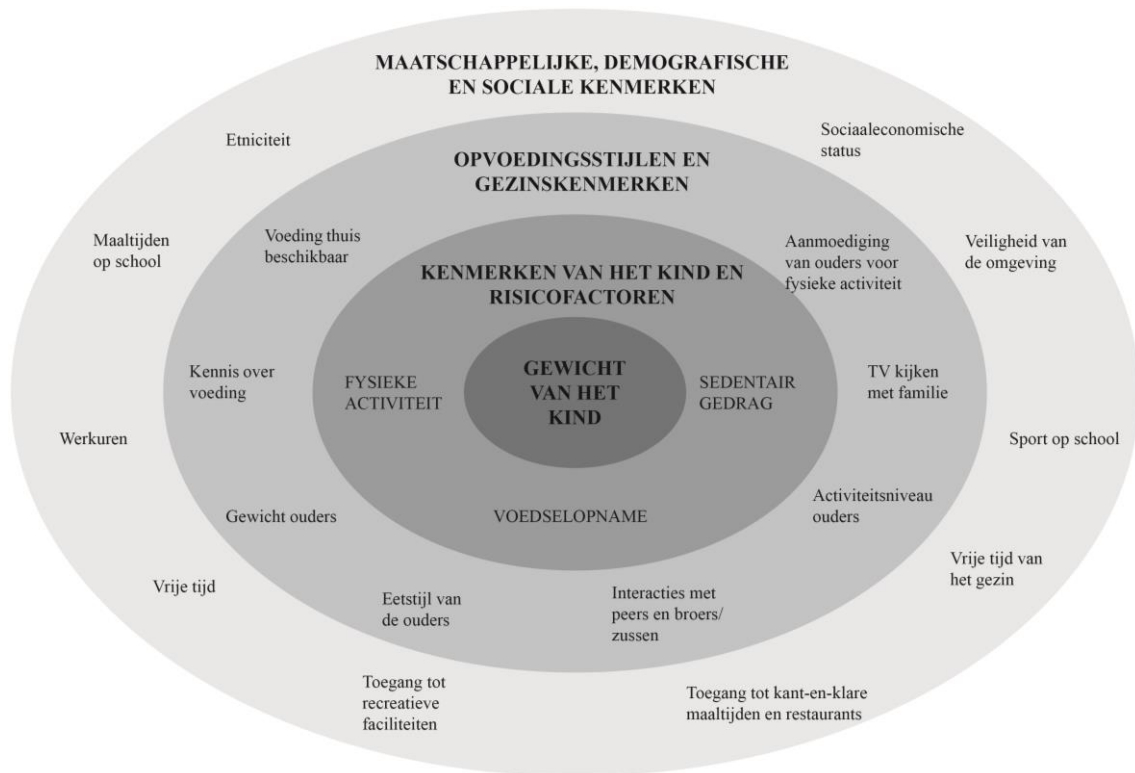 MAATSCHAPPELIJKE, DEMOGRAFISCHE
EN SOCIALE KENMERKEN
Etniciteit
Sociaaleconomische
status
OPVOEDINGSSTIJLEN EN
GEZINSKENMERKEN
Maaltijden
op school
Voeding thuis
beschikbaar
Aanmoediging
van ouders voor
fysieke activiteit
Veiligheid van
de omgeving
KENMERKEN VAN HET KIND EN
RISICOFACTOREN
Kennis over
voeding
FYSIEKE
ACTIVITEIT
GEWICHT
VAN HET
KIND
SEDENTAIR
GEDRAG
TV kijken
met familie
Werkuren
Sport op school
Gewicht ouders
VOEDSELOPNAME
Activiteitsniveau
ouders
Vrije tijd
Vrije tijd van
het gezin
Eetstijl van
de ouders
Interacties met
peers en broers/
zussen
Toegang tot
recreatieve
faciliteiten
Toegang tot kant-en-klare
maaltijden en restaurants